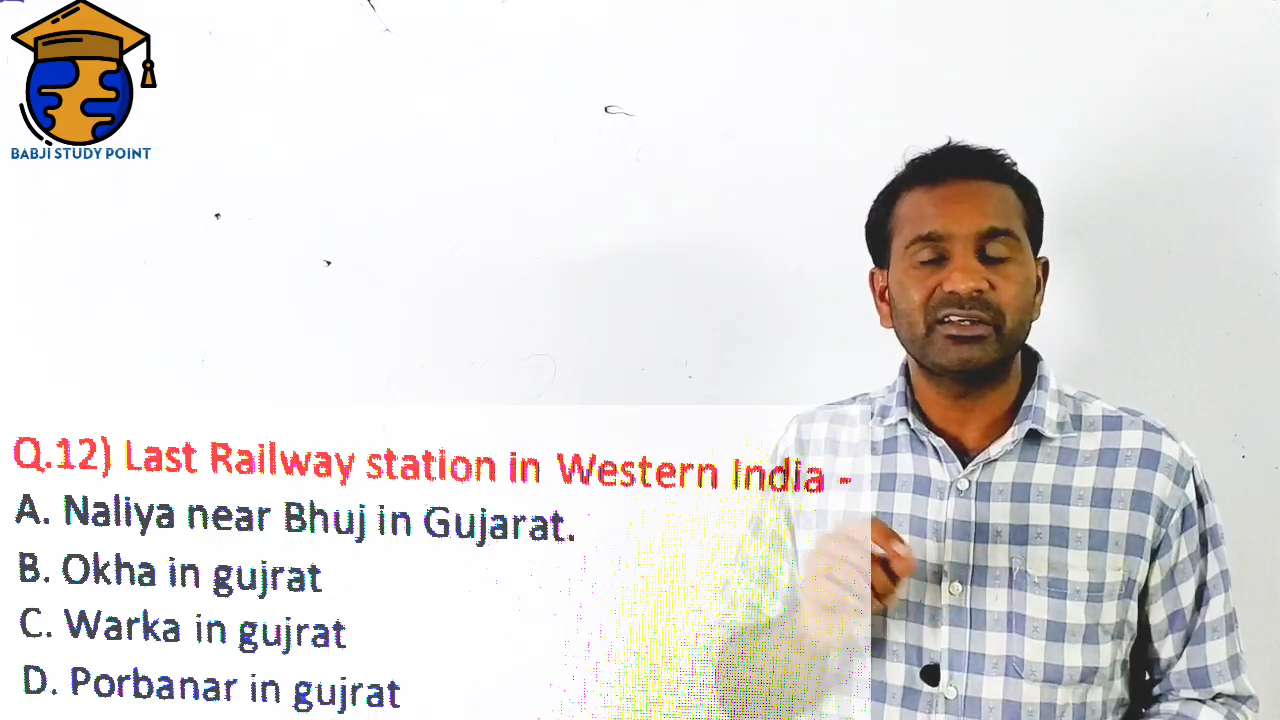 BABJI STUDY POINT
Q.12) Last Railway station in Western India -
A. Naliya near Bhuj in Gujarat.
B. Okha in gujrat
C. Warka in gujrat
D. Porbanar in gujrat